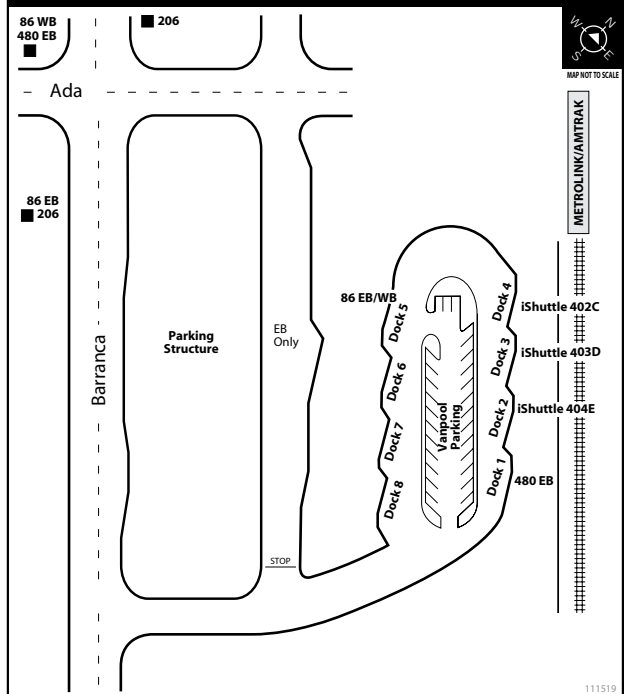 86 WB
480 EB
206
W
N
S
E
MAP NOT TO SCALE
Ada
METROLINK/AMTRAK
86 EB
206
86 EB/WB
Dock 5
Dock 4
iShuttle 402C
Parking
Structure
EB
Only
Dock 3
iShuttle 403D
Barranca
Dock 6
Dock 2
iShuttle 404E
Vanpool
Parking
Dock 7
Dock 1
480 EB
Dock 8
STOP
111519